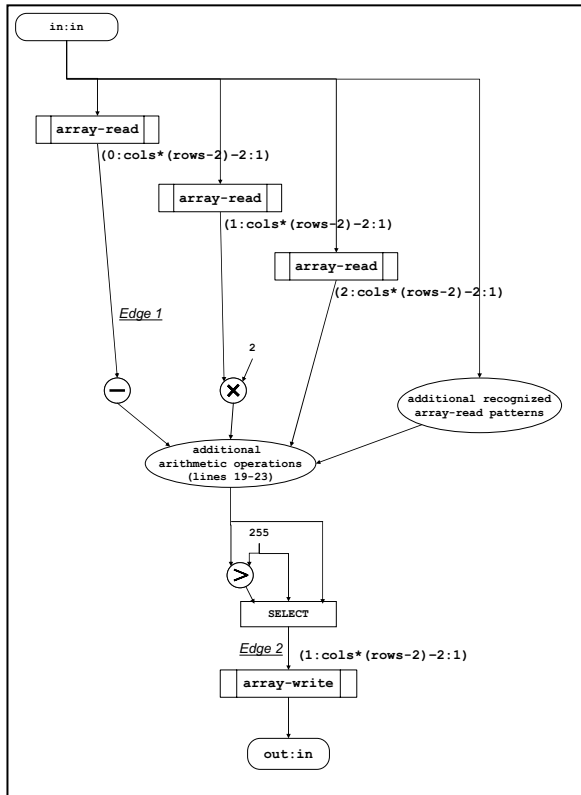 in:in
array-read
(0:cols*(rows-2)-2:1)
array-read
(1:cols*(rows-2)-2:1)
array-read
(2:cols*(rows-2)-2:1)
Edge 1
2
−
×
additional recognized
array-read patterns
additional
arithmetic operations
(lines 19-23)
255
>
SELECT
Edge 2
(1:cols*(rows-2)-2:1)
array-write
out:in